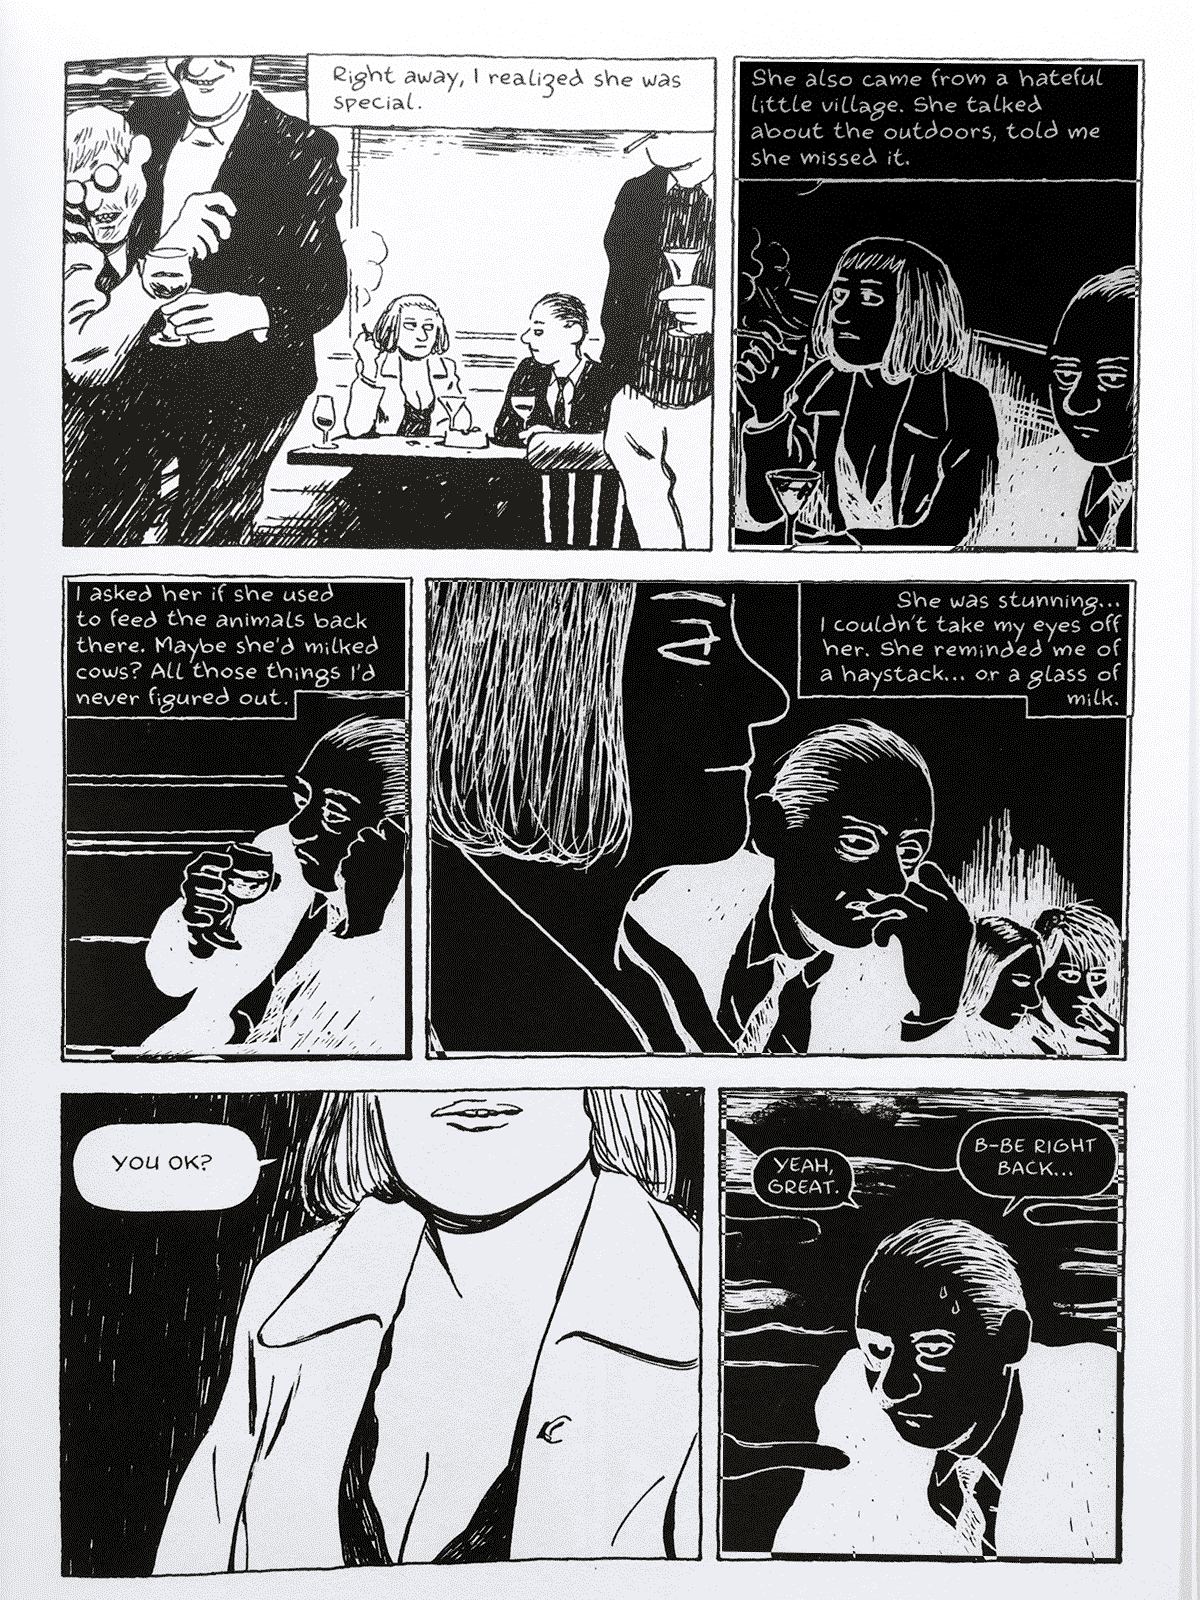 Right away, I realized she was
special.
She also came from a hateful
little village. She talked
about the outdoors, told me
she missed it.
I asked her if she used
to feed the animals back
there. Maybe she'd milked
cows? All those things I'd
never figured out.
She was stunning...
I couldn't take my eyes off
her. She reminded me of
a haystack... or a glass of
milk.
YOU OK?
YEAH,
GREAT.
B-BE RIGHT
BACK...